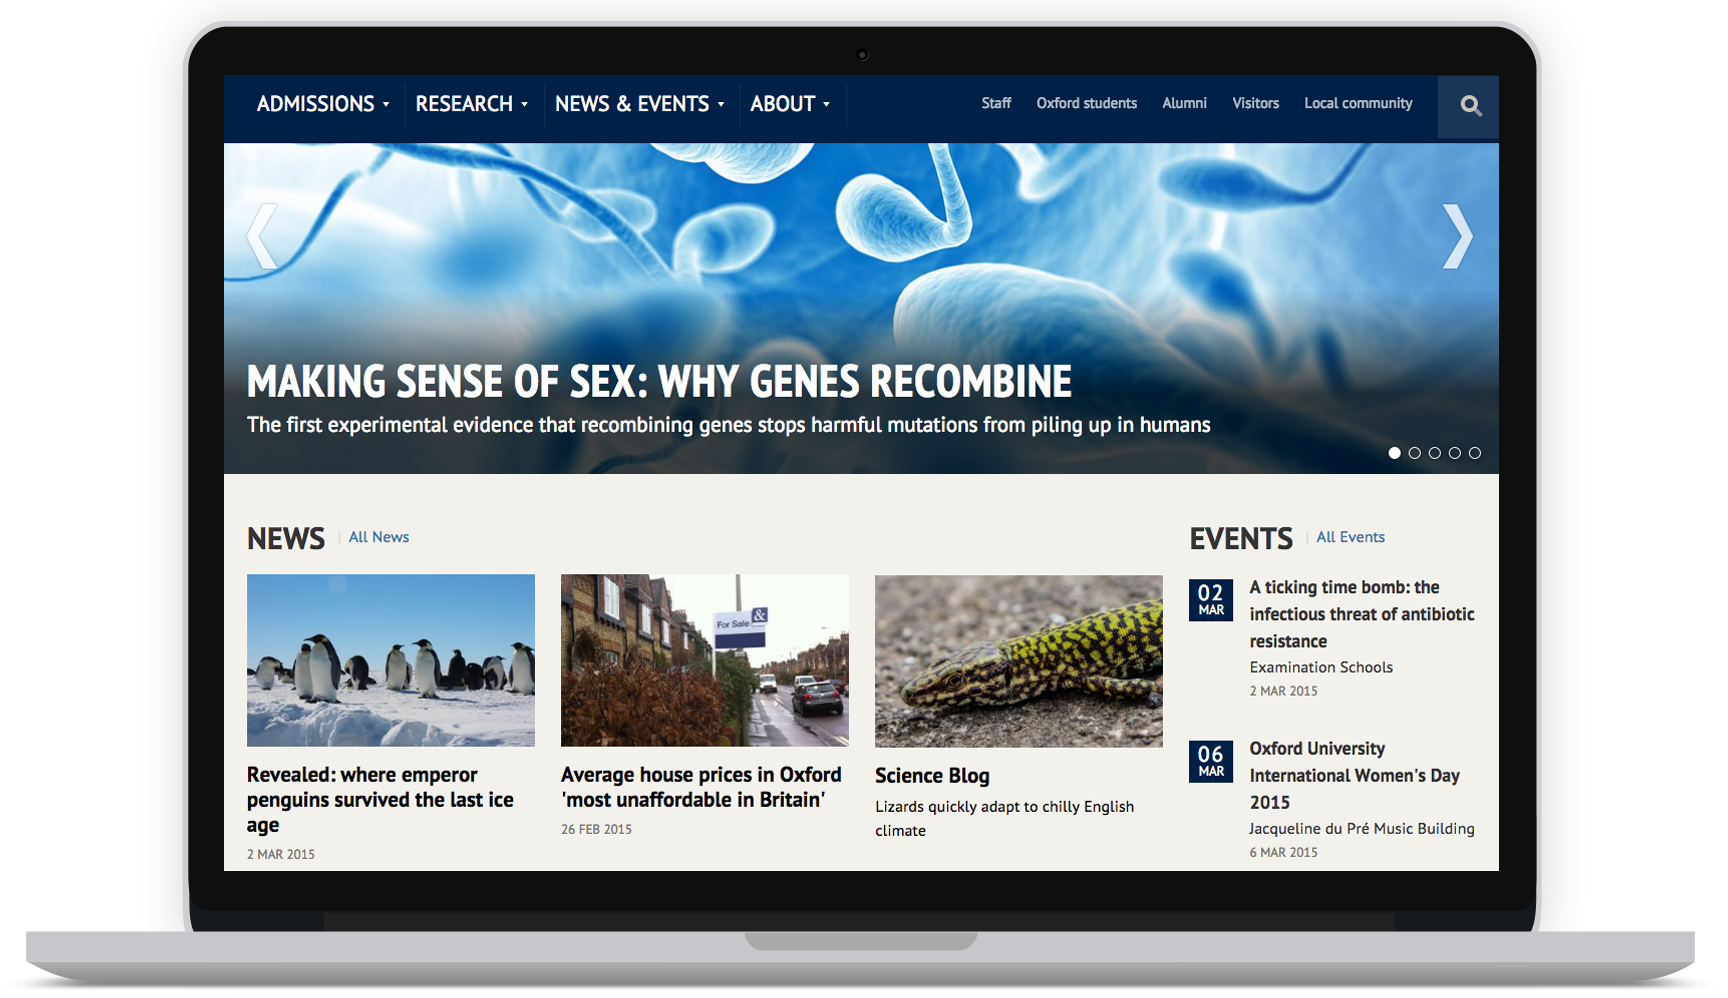 ADMISSIONS RESEARCH NEWS & EVENTS ABOUT Staff Oxford students Alumni Visitors Local community
MAKING SENSE OF SEX: WHY GENES RECOMBINE
The first experimental evidence that recombining genes stops harmful mutations from piling up in humans
NEWS All News
For Sale &
Revealed: where emperor
penguins survived the last ice
age
2 MAR 2015
Average house prices in Oxford
'most unaffordable in Britain'
26 FEB 2015
Science Blog
Lizards quickly adapt to chilly English
climate
EVENTS All Events
02
MAR
A ticking time bomb: the
infectious threat of antibiotic
resistance
Examination Schools
2 MAR 2015
06
MAR
Oxford University
International Women's Day
2015
Jacqueline du Pré Music Building
6 MAR 2015